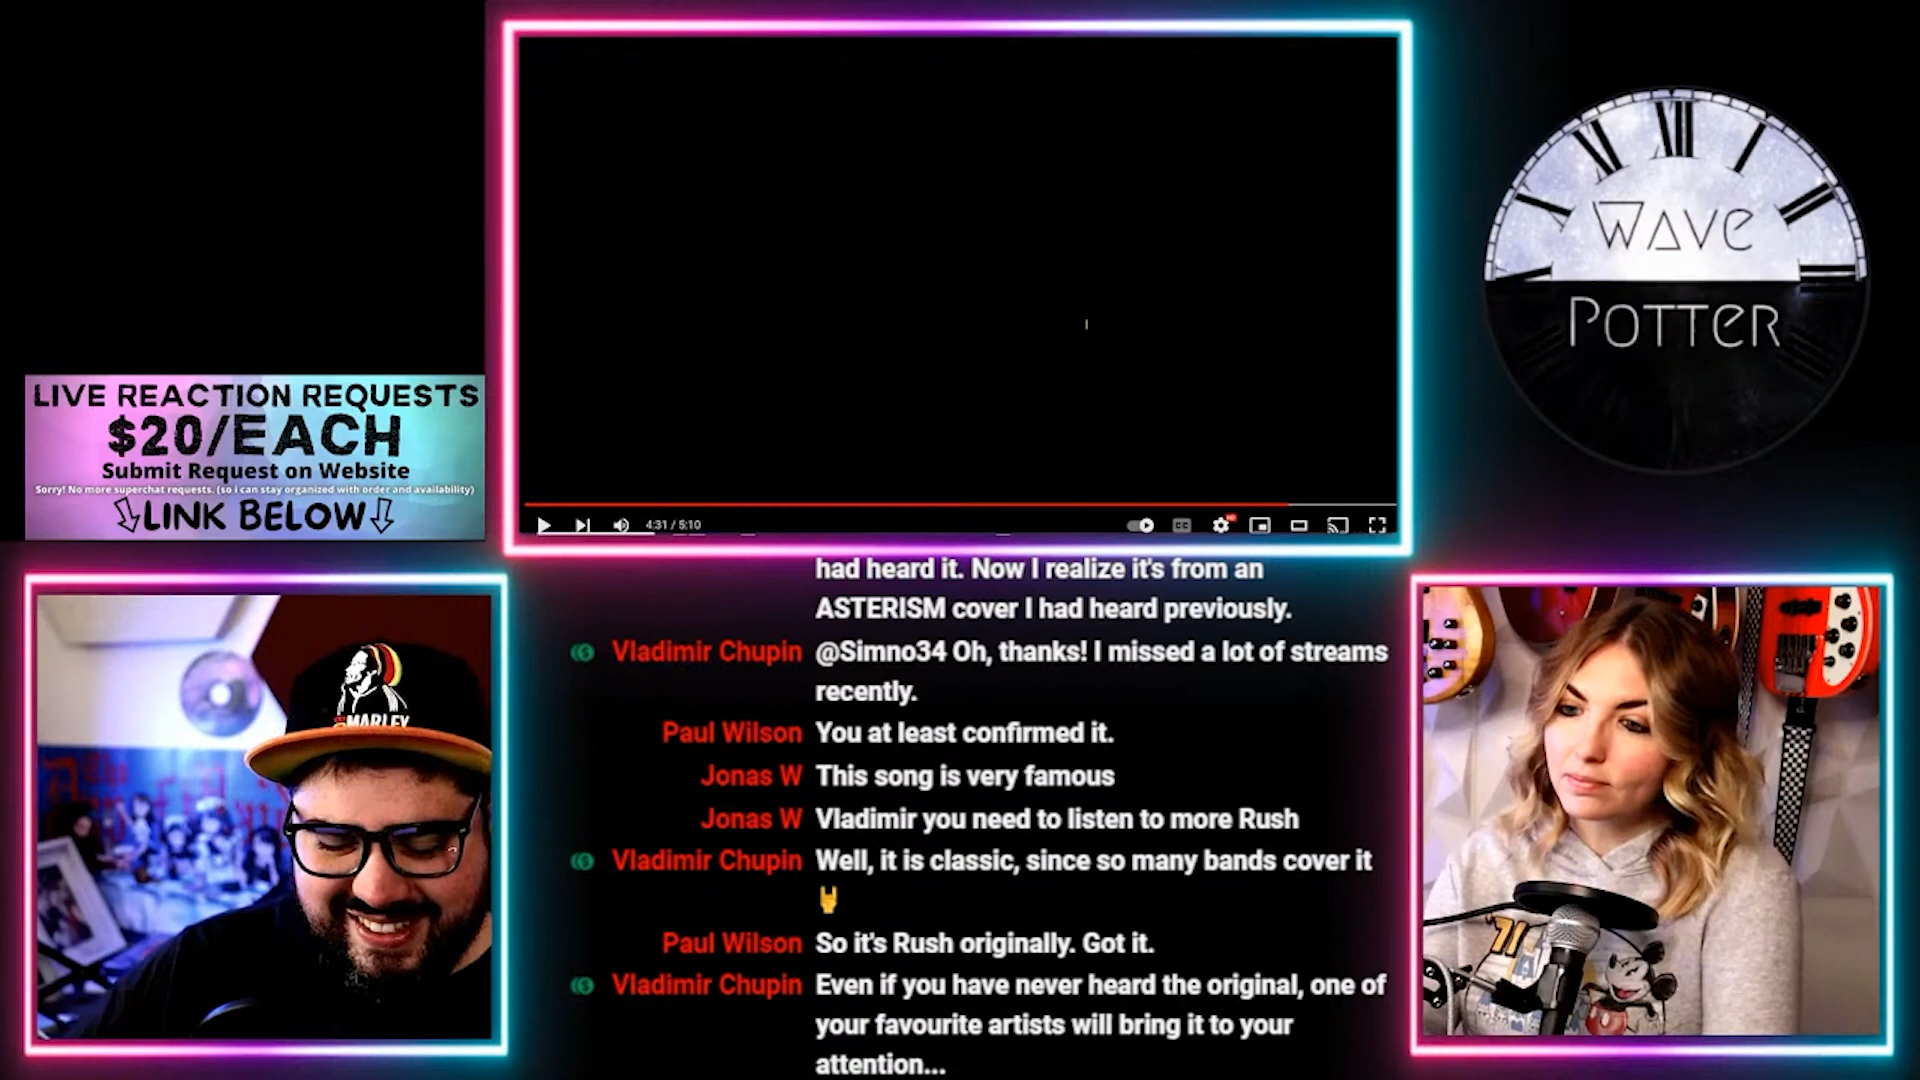 WAVE
POTTER
LIVE REACTION REQUESTS
$20/EACH
Submit Request on Website
Sorry! No more superchat requests. (so i can stay organized with order and availability)
LINK BELOW
4:31 / 5:10
had heard it. Now I realize it's from an
ASTERISM cover I had heard previously.
Vladimir Chupin @Simno34 Oh, thanks! I missed a lot of streams
recently.
Paul Wilson You at least confirmed it.
Jonas W This song is very famous
Jonas W Vladimir you need to listen to more Rush
Vladimir Chupin Well, it is classic, since so many bands cover it
🤘
Paul Wilson So it's Rush originally. Got it.
Vladimir Chupin Even if you have never heard the original, one of
your favourite artists will bring it to your
attention...
MARLEY
71